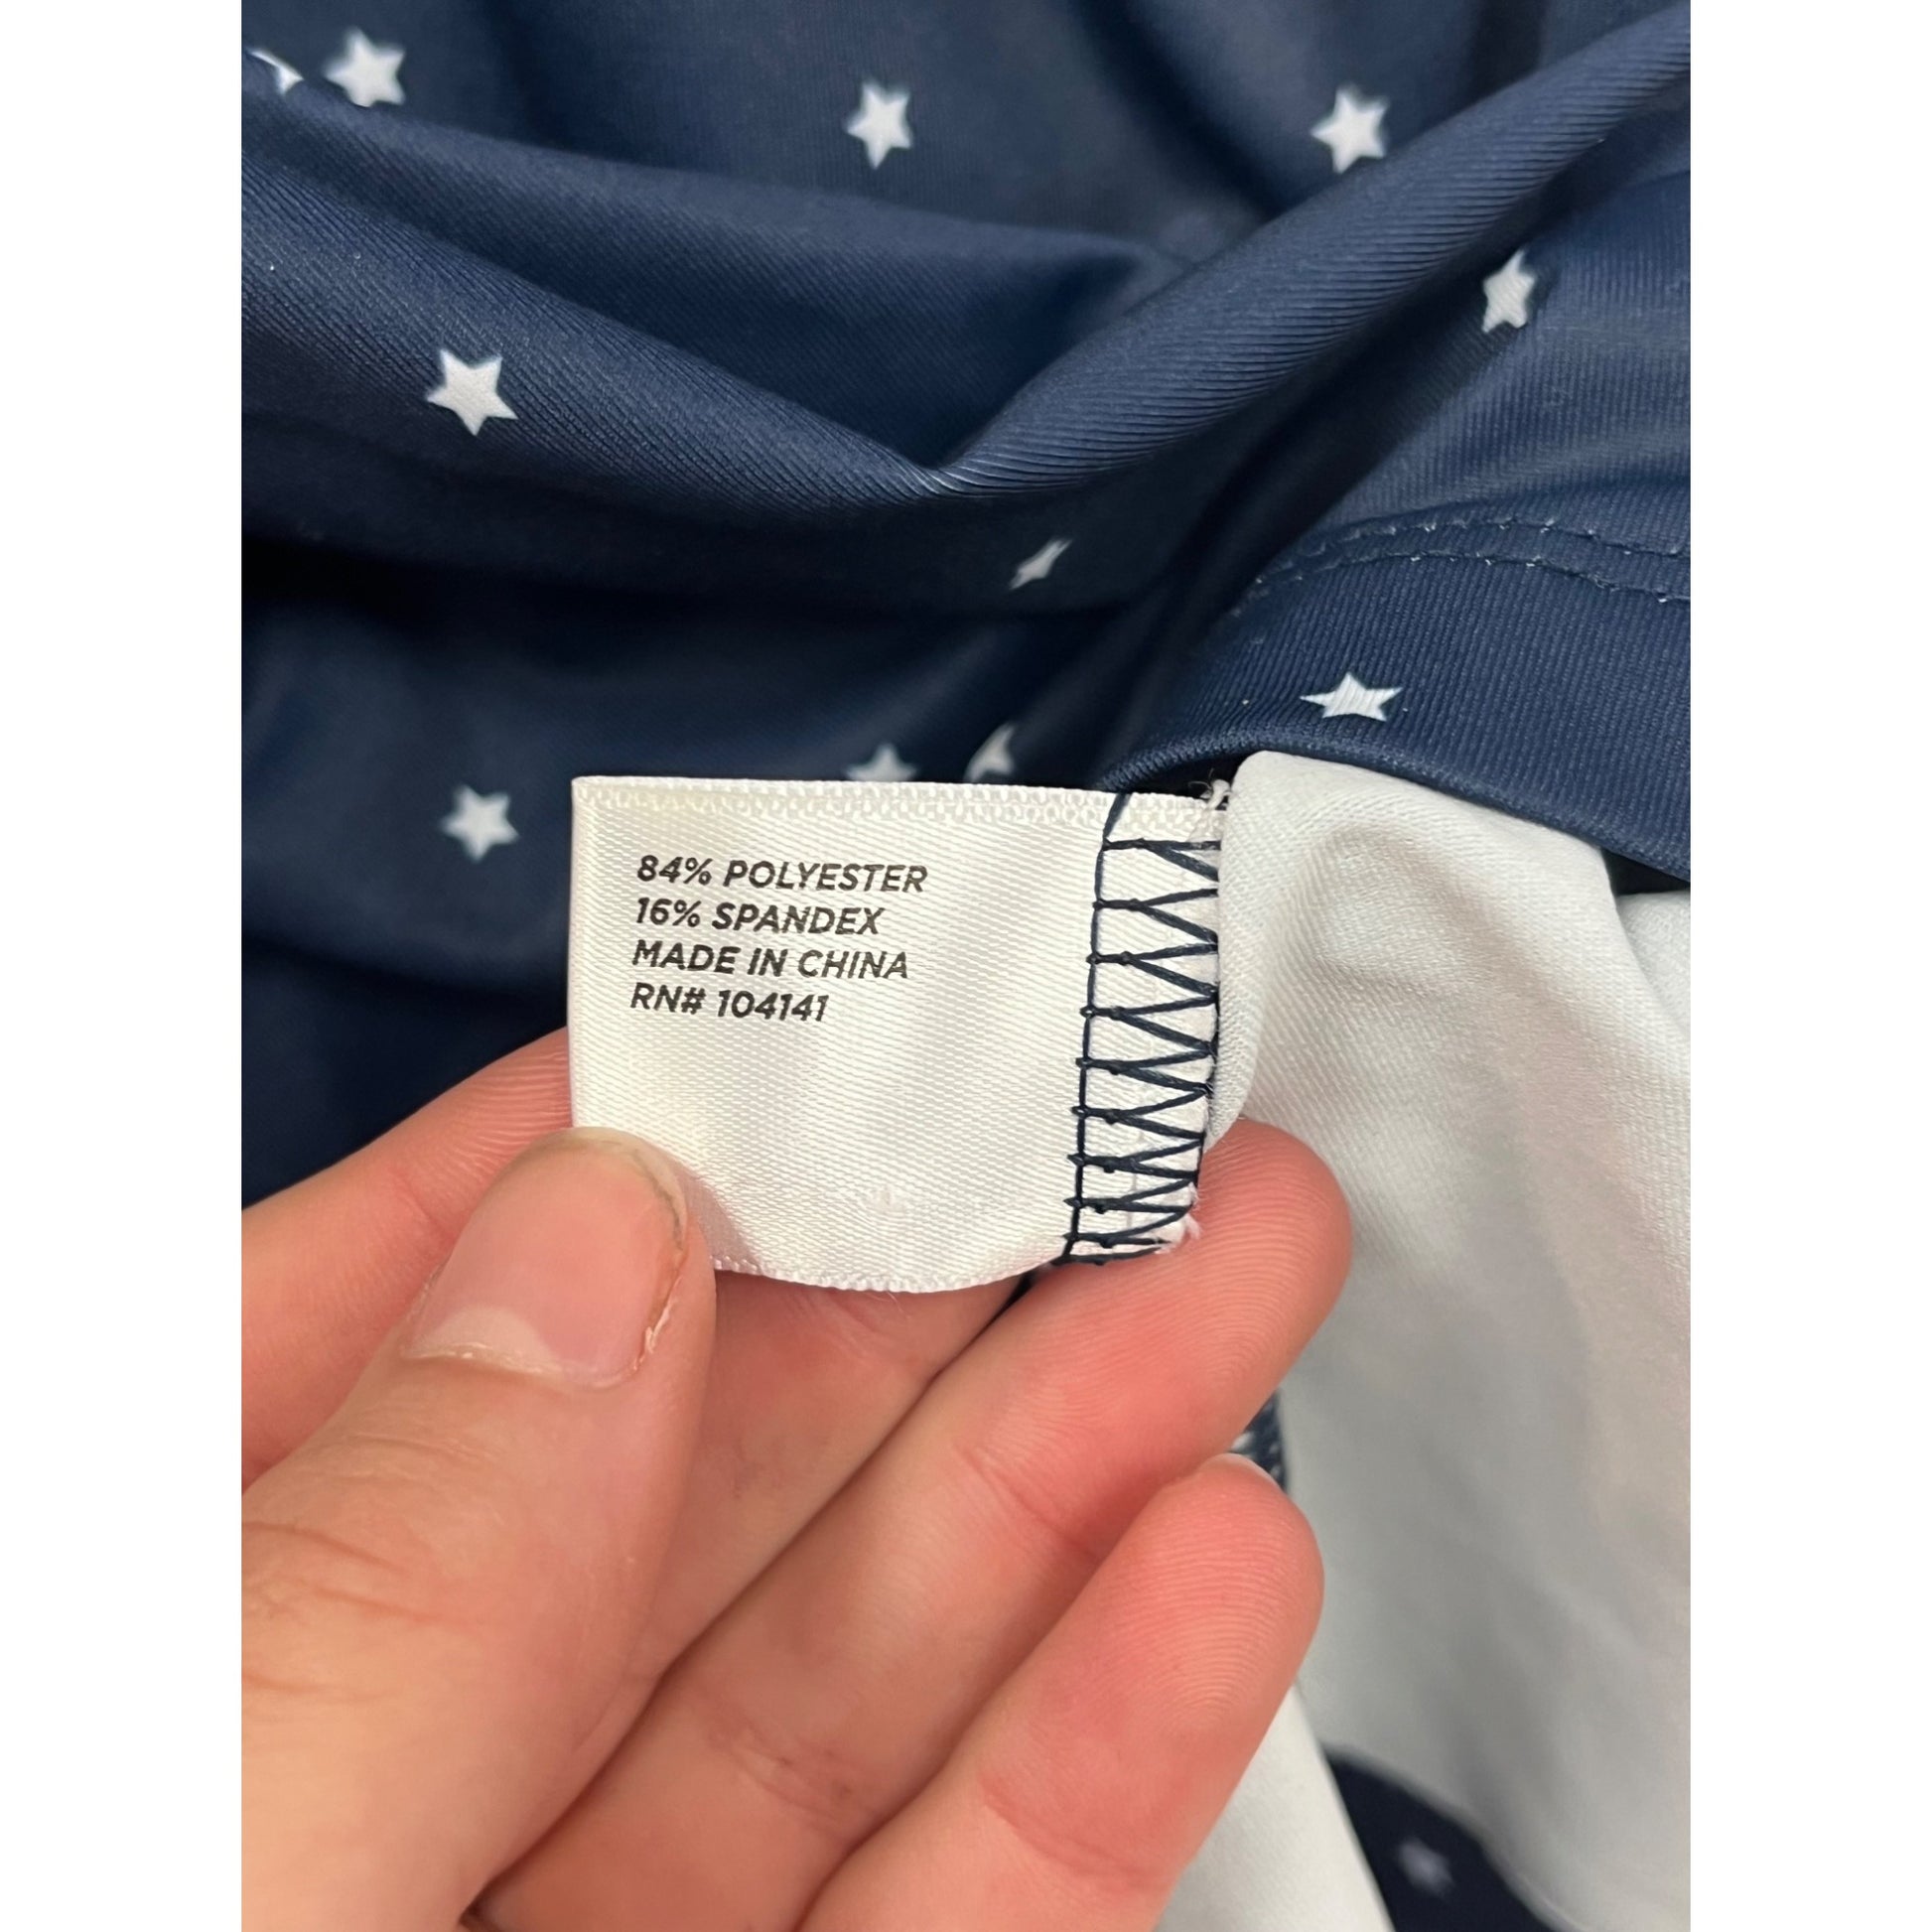 84% POLYESTER
16% SPANDEX
MADE IN CHINA
RN# 104141